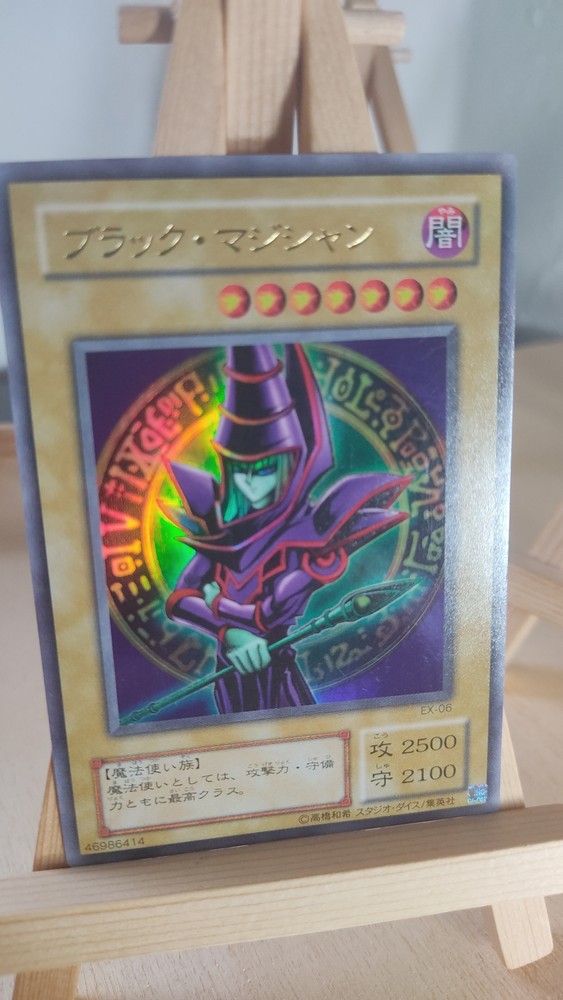 ブラック・マジシャン
闇
EX-06
【魔法使い族】
魔法使いとしては、攻撃力・守備
力ともに最高クラス。
攻 2500
守 2100
46986414
©高橋和希 スタジオ・ダイス/集英社